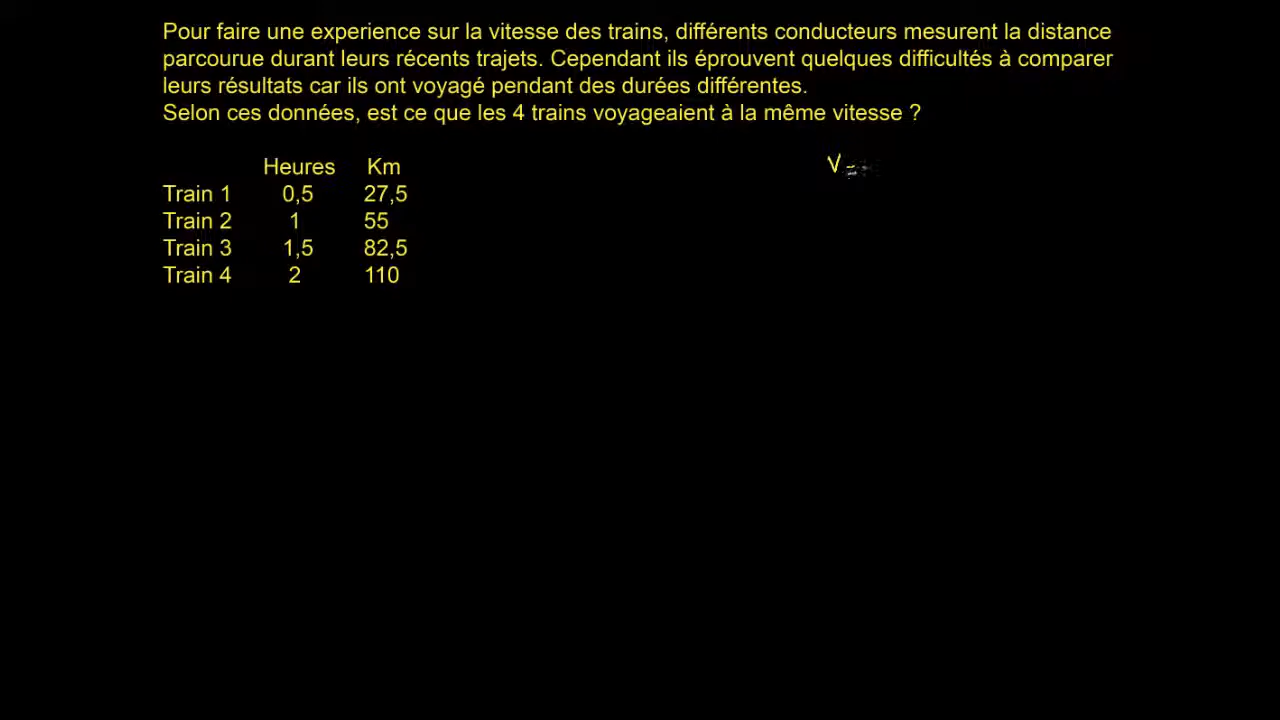 Pour faire une experience sur la vitesse des trains, différents conducteurs mesurent la distance
parcourue durant leurs récents trajets. Cependant ils éprouvent quelques difficultés à comparer
leurs résultats car ils ont voyagé pendant des durées différentes.
Selon ces données, est ce que les 4 trains voyageaient à la même vitesse ?
Heures Km V =
Train 1 0,5 27,5
Train 2 1 55
Train 3 1,5 82,5
Train 4 2 110